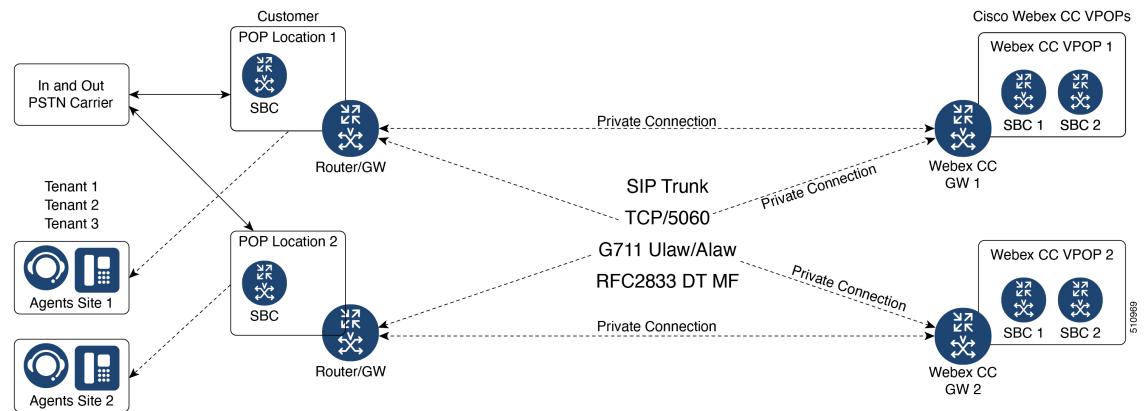 Customer
Cisco Webex CC VPOPs
POP Location 1
SBC
Router/GW
In and Out
PSTN Carrier
Private Connection
Webex CC VPOP 1
SBC 1
SBC 2
Webex CC
GW 1
Private Connection
SIP Trunk
TCP/5060
G711 Ulaw/Alaw
RFC2833 DT MF
Tenant 1
Tenant 2
Tenant 3
Agents Site 1
POP Location 2
SBC
Router/GW
Private Connection
Private Connection
Webex CC VPOP 2
SBC 1
SBC 2
Webex CC
GW 2
Agents Site 2
510969